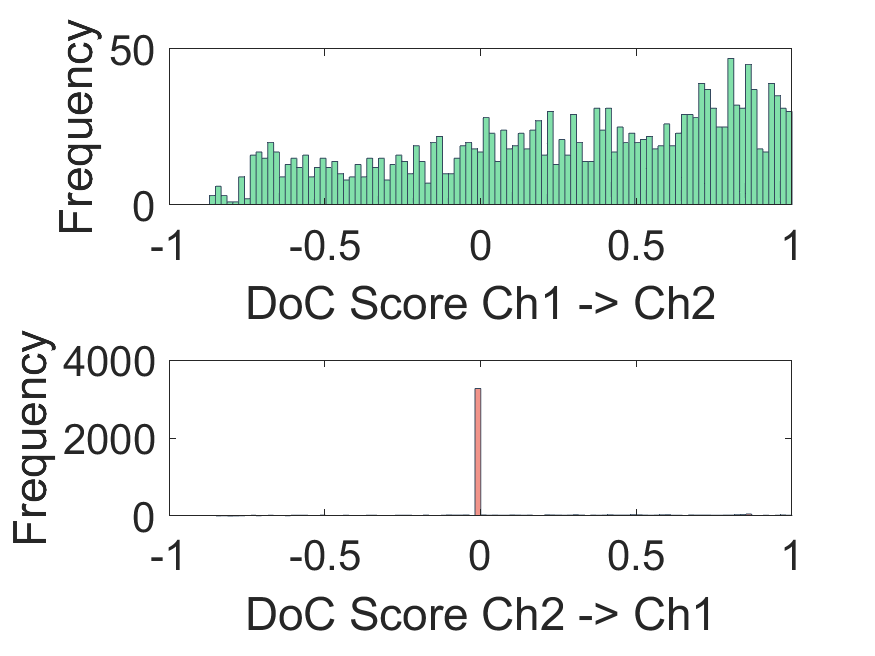 Frequency
50
0
-1 -0.5 0 0.5 1
DoC Score Ch1 -> Ch2
Frequency
4000
2000
0
-1 -0.5 0 0.5 1
DoC Score Ch2 -> Ch1